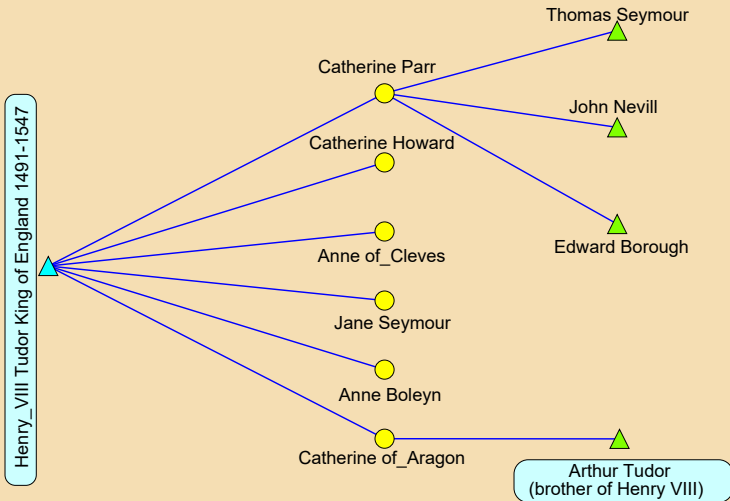 Thomas Seymour
Catherine Parr
John Nevill
Catherine Howard
Henry_VIII Tudor King of England 1491-1547
Edward Borough
Anne of_Cleves
Jane Seymour
Anne Boleyn
Catherine of_Aragon
Arthur Tudor
(brother of Henry VIII)